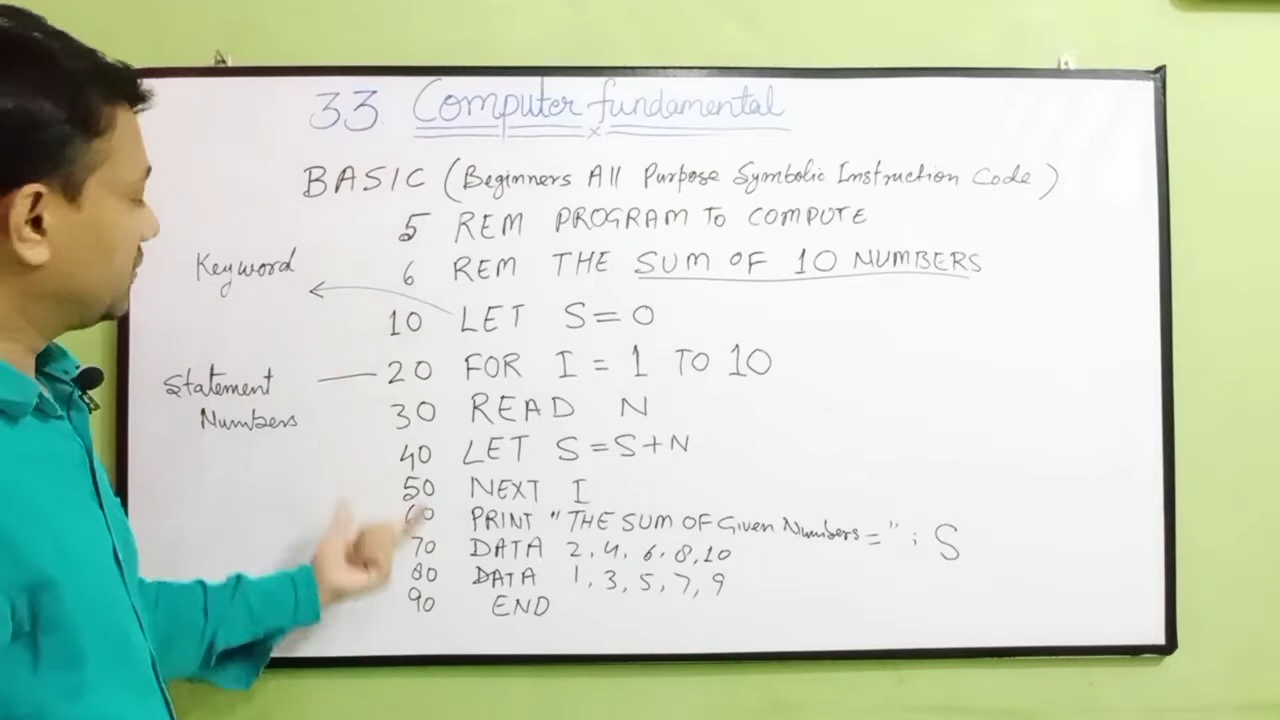 33. Computer fundamental
x
BASIC (Beginners All Purpose Symbolic Instruction Code)
5 REM PROGRAM TO COMPUTE
6 REM THE SUM OF 10 NUMBERS
Keyword
10 LET S=0
20 FOR I = 1 TO 10
Statement
Numbers
30 READ N
40 LET S=S+N
50 NEXT I
60 PRINT "THE SUM OF Given Numbers=" ; S
70 DATA 2,4,6,8,10
80 DATA 1,3,5,7,9
90 END